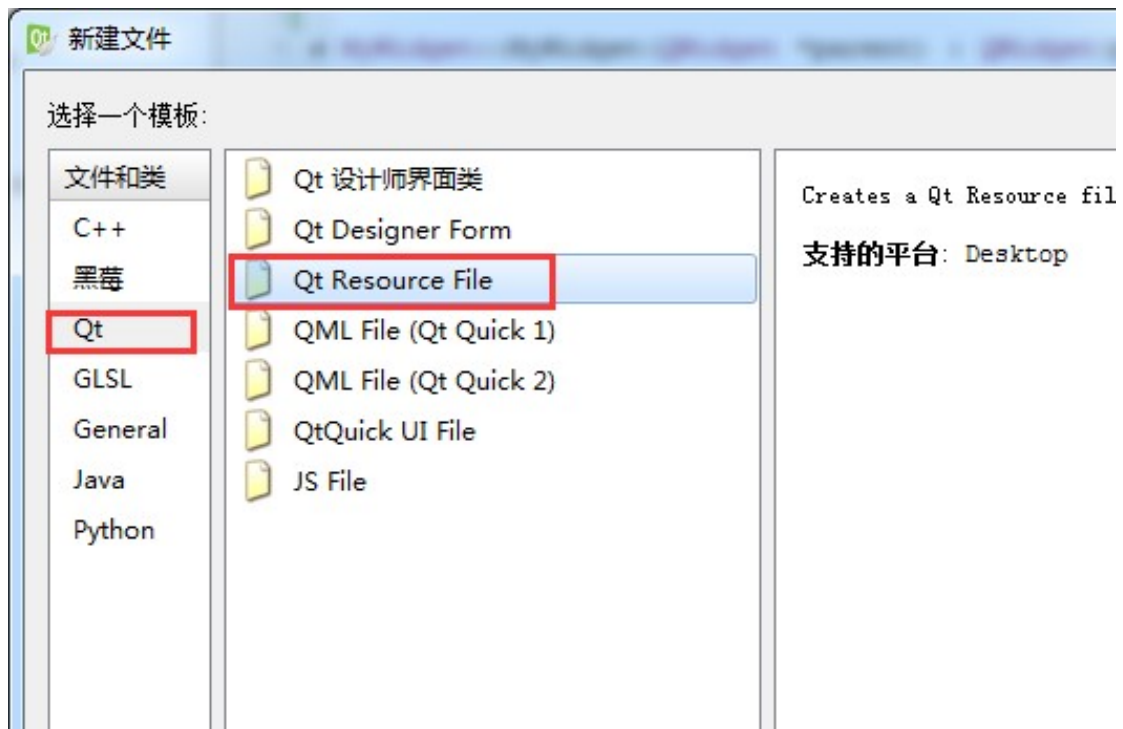 新建文件
选择一个模板:
文件和类
C++
黑莓
Qt
GLSL
General
Java
Python
Qt 设计师界面类
Qt Designer Form
Qt Resource File
QML File (Qt Quick 1)
QML File (Qt Quick 2)
QtQuick UI File
JS File
Creates a Qt Resource fil
支持的平台: Desktop